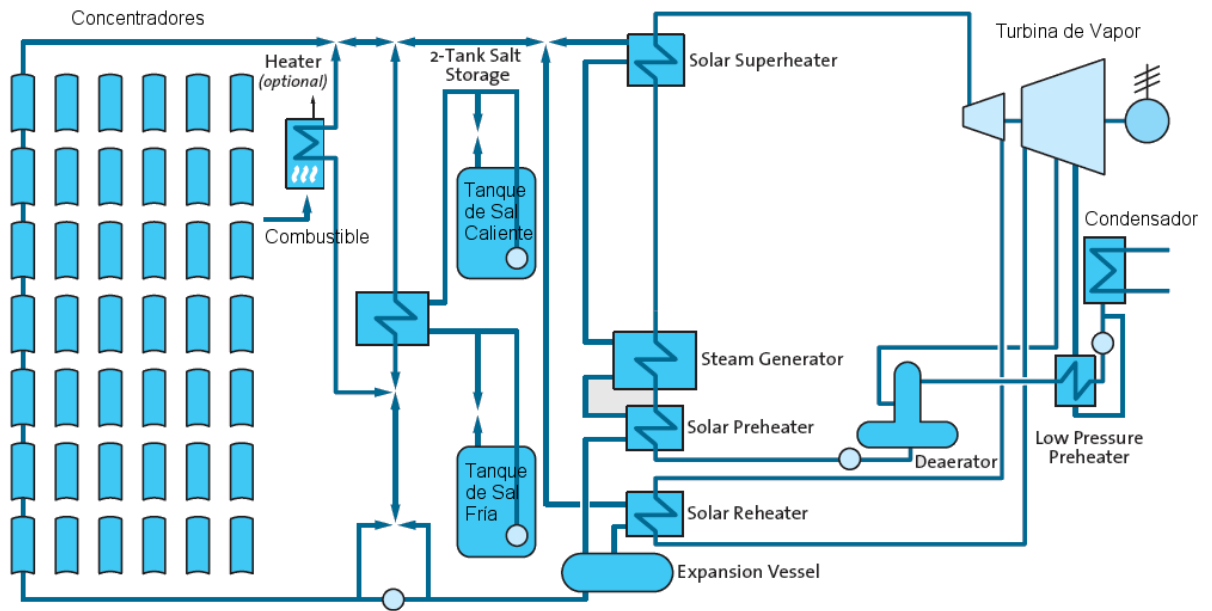 Concentradores
Heater
(optional)
Combustible
2-Tank Salt
Storage
Tanque
de Sal
Caliente
Tanque
de Sal
Fría
Solar Superheater
Steam Generator
Solar Preheater
Solar Reheater
Expansion Vessel
Turbina de Vapor
Condensador
Deaerator
Low Pressure
Preheater